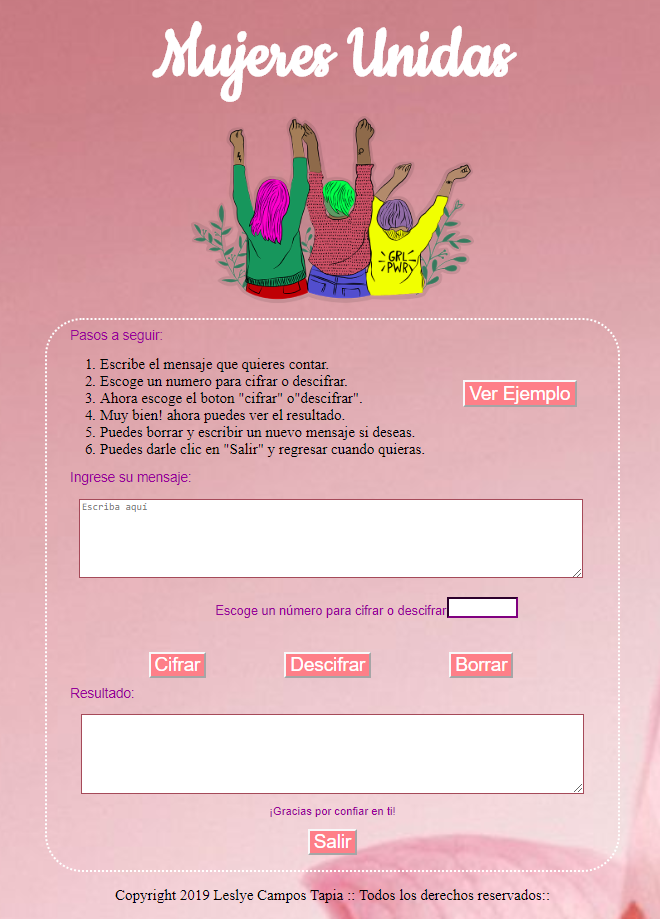 Mujeres Unidas
GRL
PWR
Pasos a seguir:
1. Escribe el mensaje que quieres contar.
2. Escoge un numero para cifrar o descifrar.
3. Ahora escoge el boton "cifrar" o"descifrar".
4. Muy bien! ahora puedes ver el resultado.
5. Puedes borrar y escribir un nuevo mensaje si deseas.
6. Puedes darle clic en "Salir" y regresar cuando quieras.
Ver Ejemplo
Ingrese su mensaje:
Escriba aquí
Escoge un número para cifrar o descifrar
Cifrar Descifrar Borrar
Resultado:
¡Gracias por confiar en ti!
Salir
Copyright 2019 Leslye Campos Tapia :: Todos los derechos reservados::